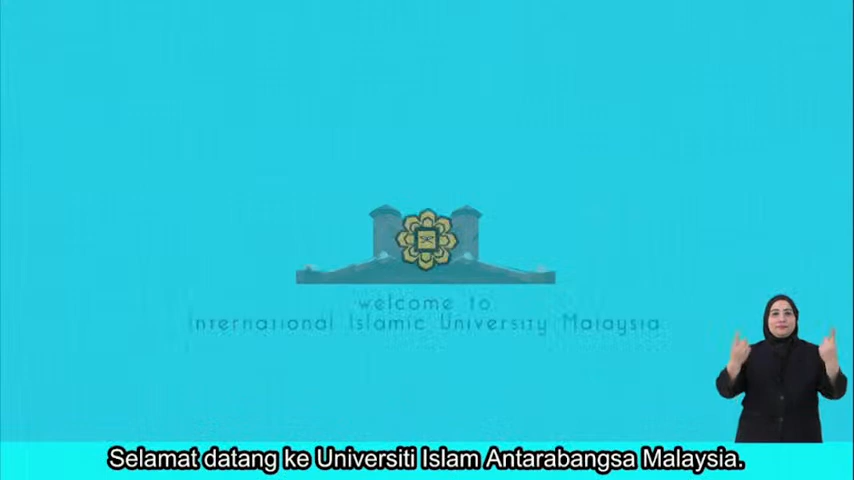 welcome to
International Islamic University Malaysia
Selamat datang ke Universiti Islam Antarabangsa Malaysia.